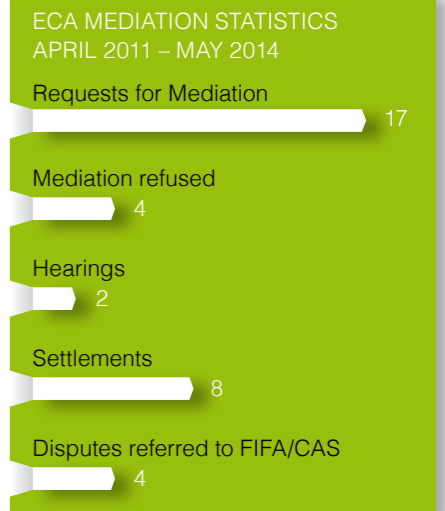 ECA MEDIATION STATISTICS
APRIL 2011 – MAY 2014
Requests for Mediation
17
Mediation refused
4
Hearings
2
Settlements
8
Disputes referred to FIFA/CAS
4